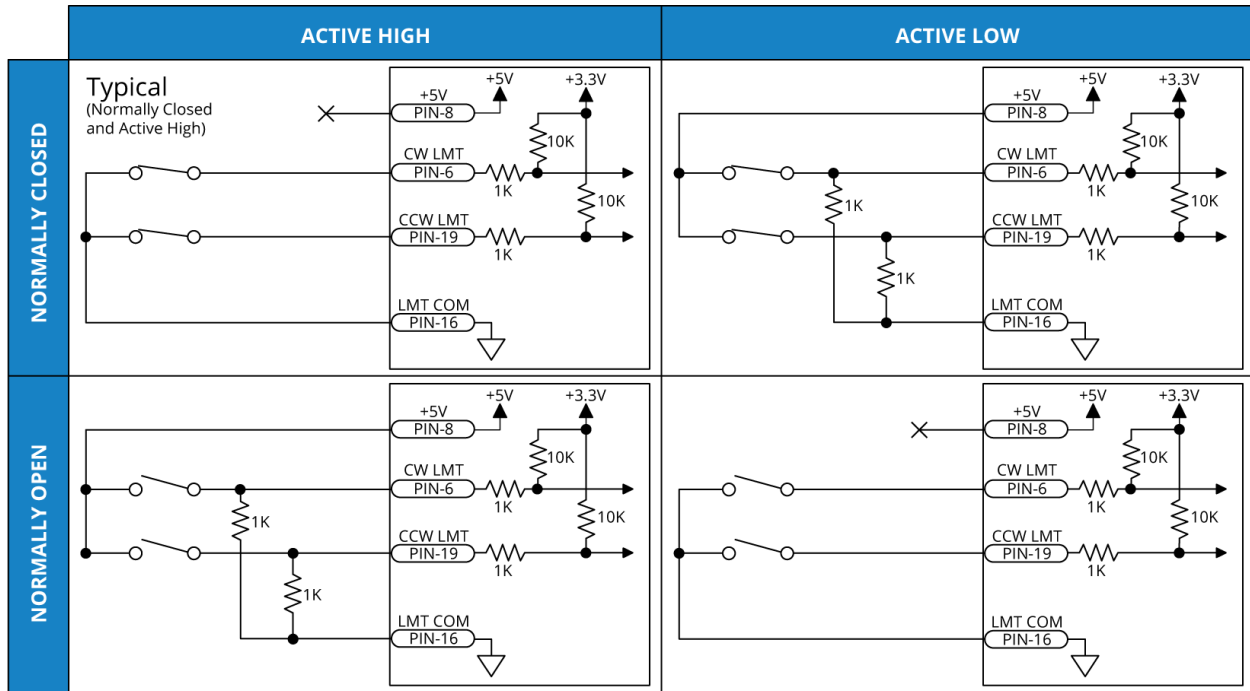 ACTIVE HIGH
ACTIVE LOW
NORMALLY CLOSED
Typical
(Normally Closed
and Active High)
+5V
+3.3V
+5V
PIN-8
10K
CW LMT
PIN-6
1K
10K
CCW LMT
PIN-19
1K
LMT COM
PIN-16
+5V
+3.3V
+5V
PIN-8
10K
CW LMT
PIN-6
1K
1K
10K
CCW LMT
PIN-19
1K
1K
LMT COM
PIN-16
NORMALLY OPEN
+5V
+3.3V
+5V
PIN-8
10K
CW LMT
PIN-6
1K
1K
10K
CCW LMT
PIN-19
1K
1K
LMT COM
PIN-16
+5V
+3.3V
+5V
PIN-8
10K
CW LMT
PIN-6
1K
10K
CCW LMT
PIN-19
1K
LMT COM
PIN-16